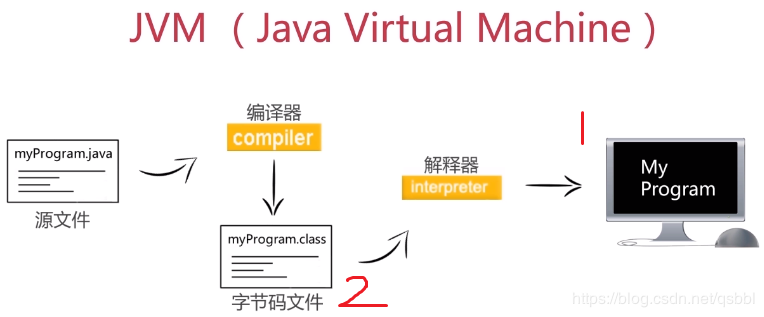 JVM （Java Virtual Machine）
编译器
compiler
myProgram.java
源文件
解释器
interpreter
1
My
Program
myProgram.class
字节码文件
2
https://blog.csdn.net/qsbbl